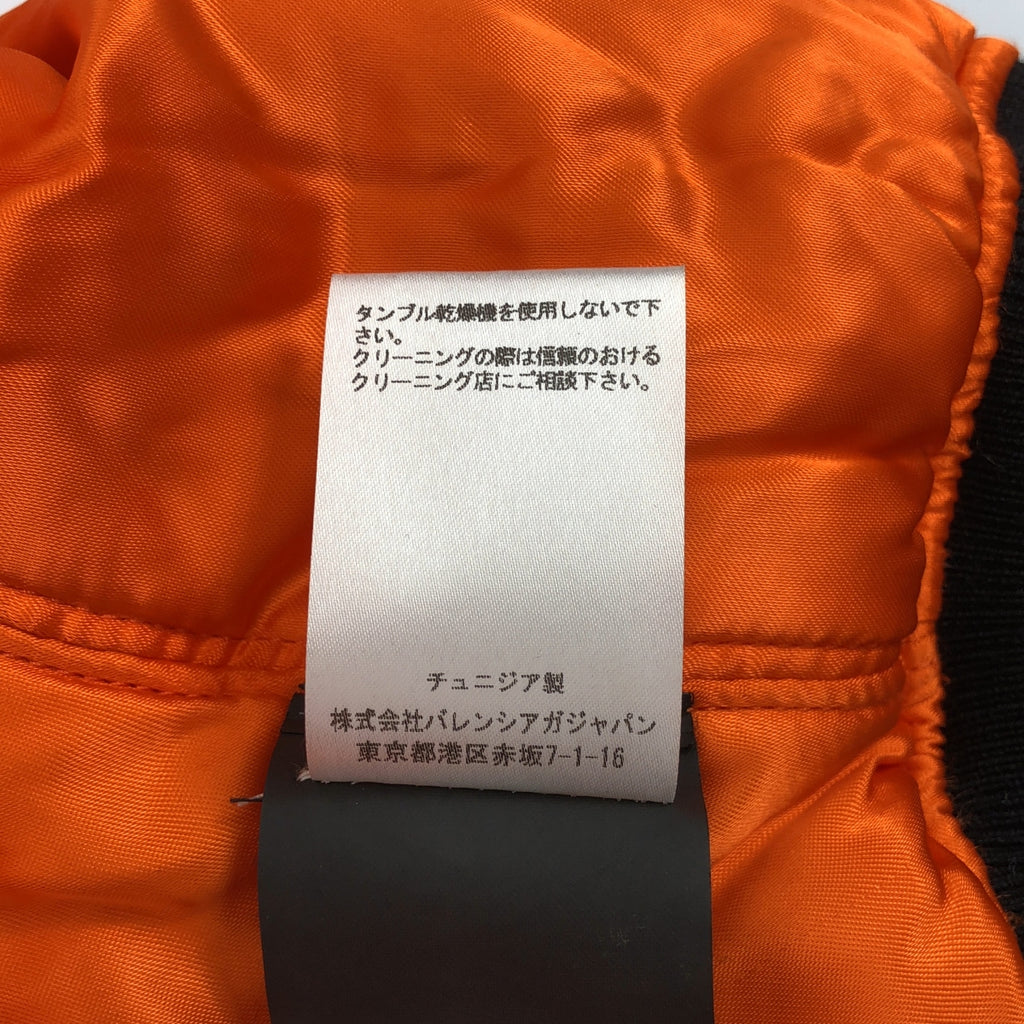 タンブル乾燥機を使用しないで下
さい。
クリーニングの際は信頼のおける
クリーニング店にご相談下さい。
チュニジア製
株式会社バレンシアガジャパン
東京都港区赤坂7-1-16